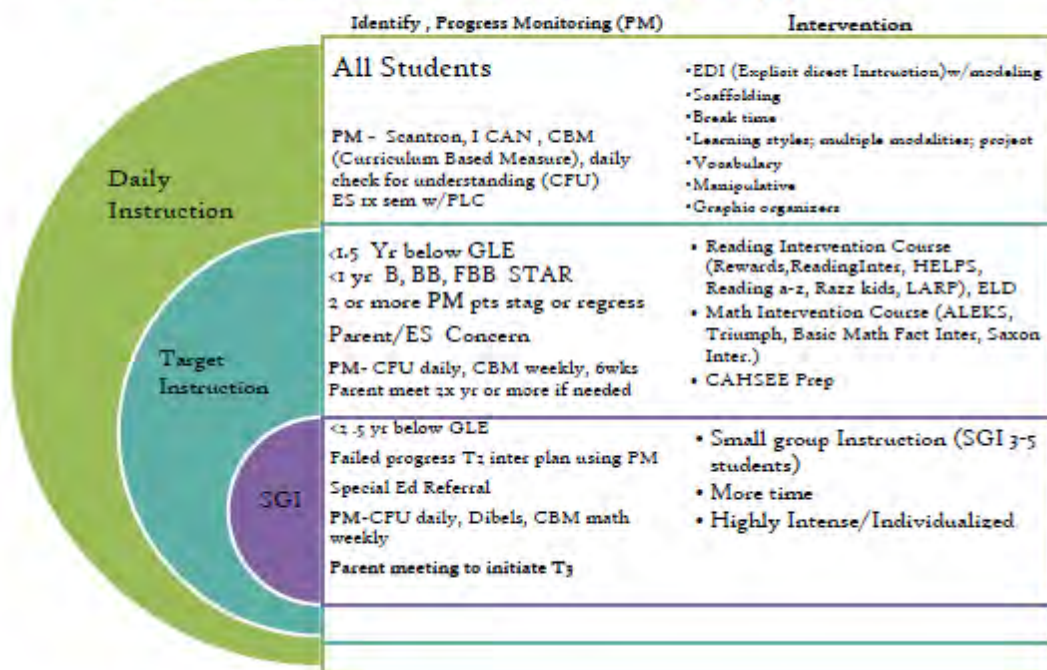 Identify , Progress Monitoring (PM)
Intervention
Daily
Instruction
All Students
PM - Scantron, I CAN , CBM
(Curriculum Based Measure), daily
check for understanding (CFU)
ES 1x sem w/PLC
•EDI (Explicit direct Instruction)w/modeling
•Scaffolding
•Break time
•Learning styles; multiple modalities; project
•Vocabulary
•Manipulative
•Graphic organizers
Target
Instruction
<1.5 Yr below GLE
<1 yr B, BB, FBB STAR
2 or more PM pts stag or regress
Parent/ES Concern
PM- CFU daily, CBM weekly, 6wks
Parent meet 2x yr or more if needed
• Reading Intervention Course
(Rewards,ReadingInter, HELPS,
Reading a-z, Razz kids, LARP), ELD
• Math Intervention Course (ALEKS,
Triumph, Basic Math Fact Inter, Saxon
Inter.)
• CAHSEE Prep
SGI
<2 .5 yr below GLE
Failed progress T2 inter plan using PM
Special Ed Referral
PM-CFU daily, Dibels, CBM math
weekly
Parent meeting to initiate T3
• Small group Instruction (SGI 3-5
students)
• More time
• Highly Intense/Individualized